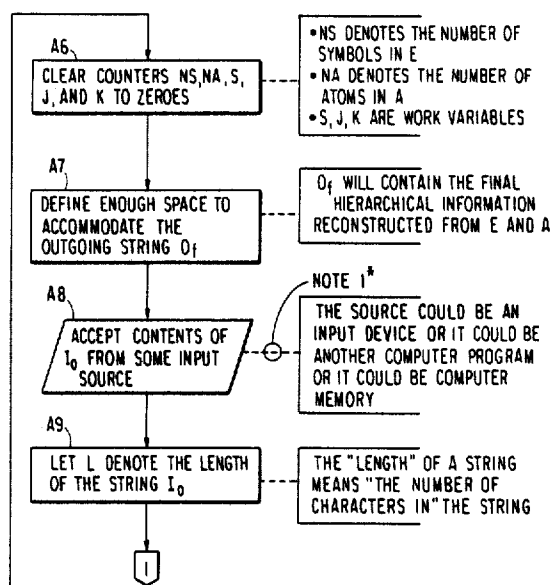 A6
CLEAR COUNTERS NS,NA,S,
J, AND K TO ZEROES
•NS DENOTES THE NUMBER OF
SYMBOLS IN E
•NA DENOTES THE NUMBER OF
ATOMS IN A
•S,J,K ARE WORK VARIABLES
A7
DEFINE ENOUGH SPACE TO
ACCOMMODATE THE
OUTGOING STRING Of
Of WILL CONTAIN THE FINAL
HIERARCHICAL INFORMATION
RECONSTRUCTED FROM E AND A
NOTE 1*
A8
ACCEPT CONTENTS OF
I0 FROM SOME INPUT
SOURCE
THE SOURCE COULD BE AN
INPUT DEVICE OR IT COULD BE
ANOTHER COMPUTER PROGRAM
OR IT COULD BE COMPUTER
MEMORY
A9
LET L DENOTE THE LENGTH
OF THE STRING I0
THE "LENGTH" OF A STRING
MEANS "THE NUMBER OF
CHARACTERS IN" THE STRING
1